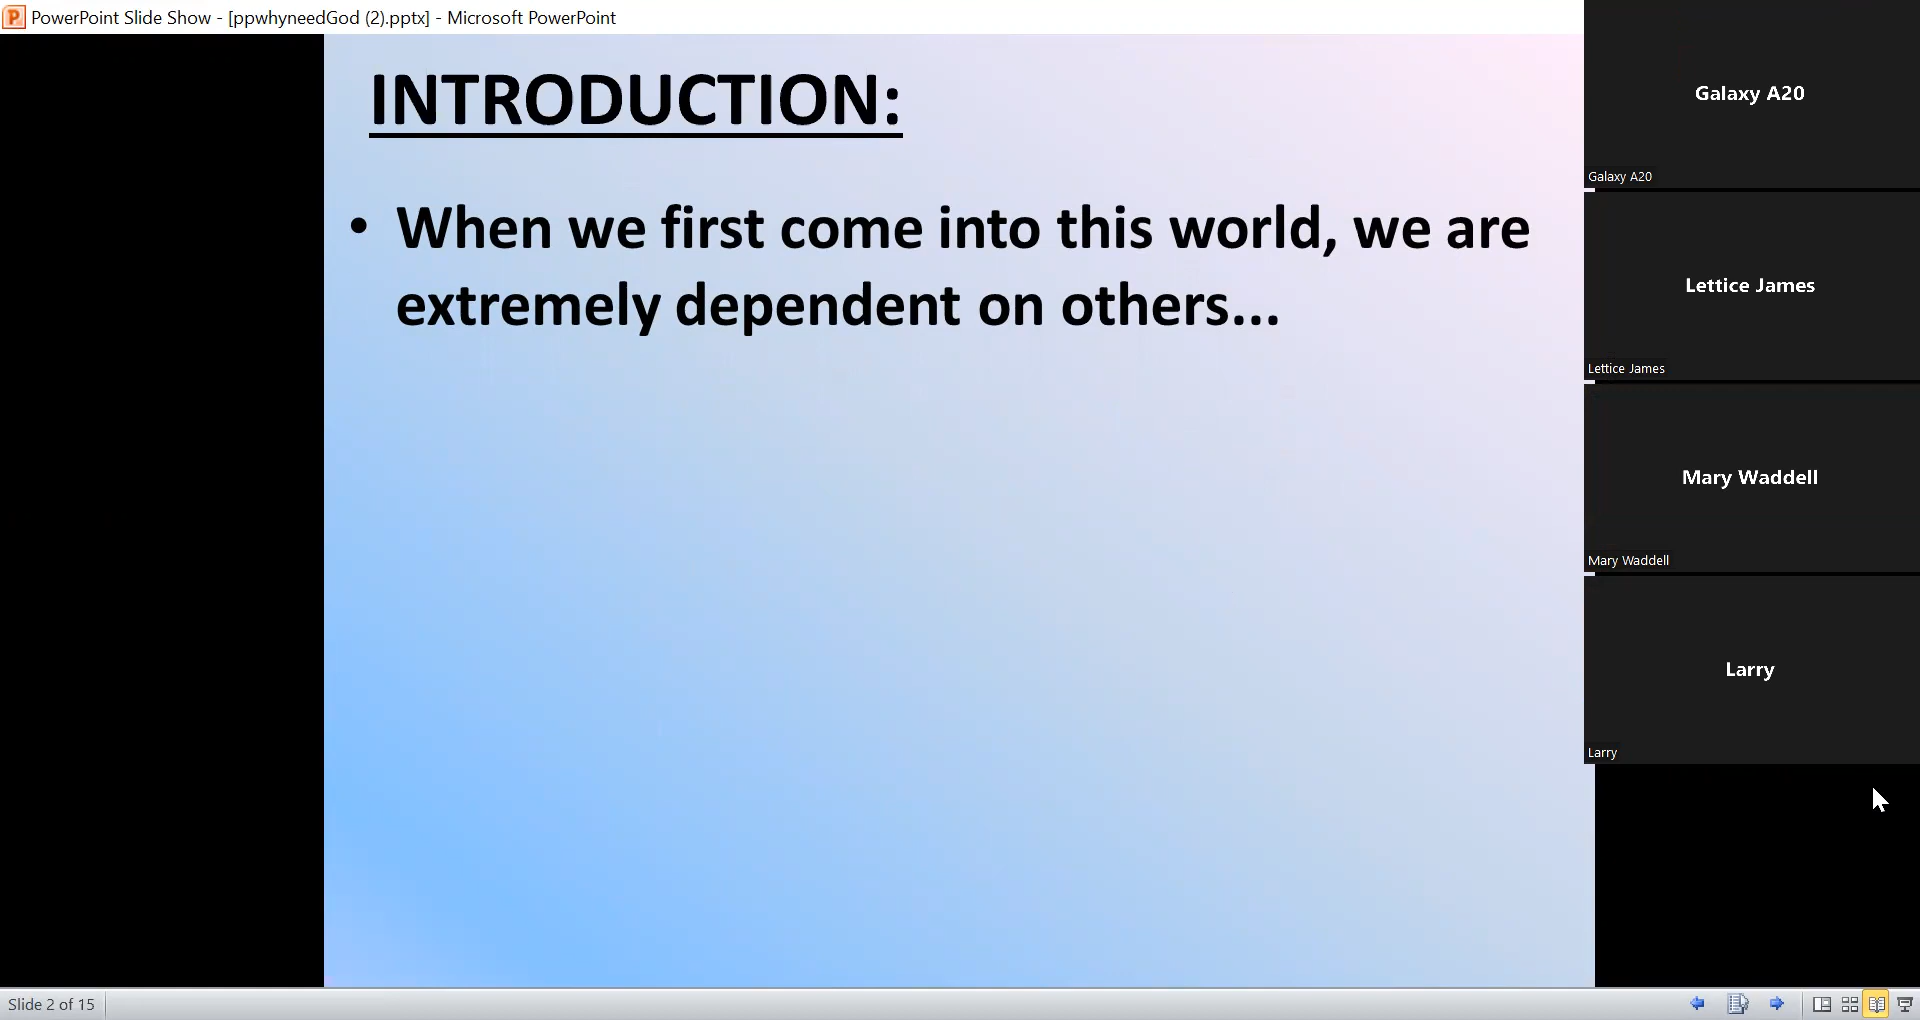 PowerPoint Slide Show - [ppwhyneedGod (2).pptx] - Microsoft PowerPoint
INTRODUCTION:
• When we first come into this world, we are
extremely dependent on others...
Galaxy A20
Galaxy A20
Lettice James
Lettice James
Mary Waddell
Mary Waddell
Larry
Larry
Slide 2 of 15